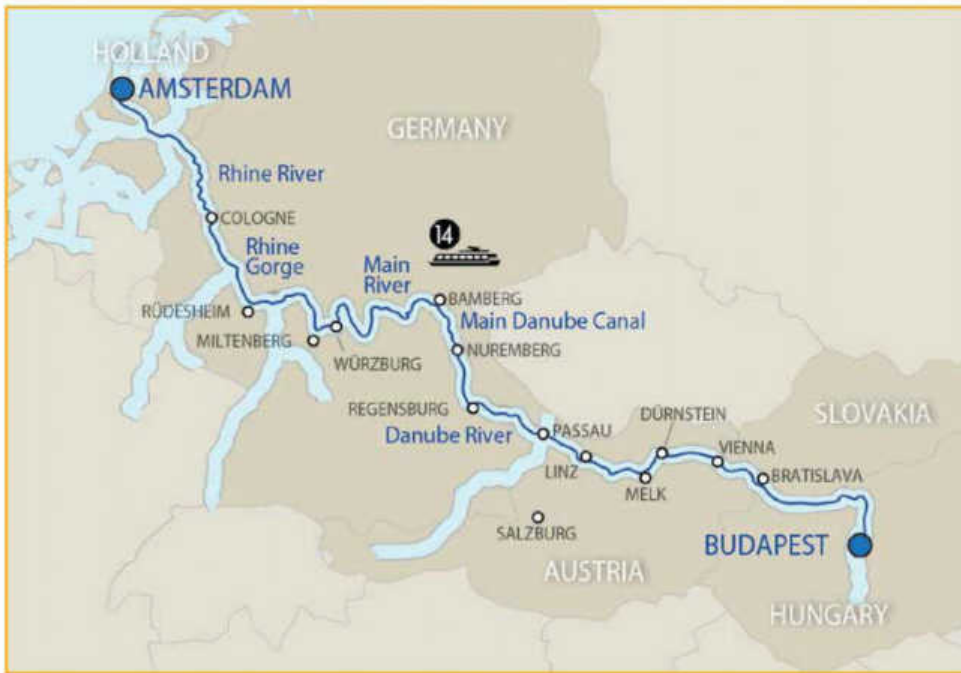 HOLLAND
AMSTERDAM
GERMANY
Rhine River
COLOGNE
14
Rhine
Gorge
Main
River
BAMBERG
RÜDESHEIM
Main Danube Canal
MILTENBERG
WÜRZBURG
NUREMBERG
REGENSBURG
DÜRNSTEIN
SLOVAKIA
Danube River
PASSAU
VIENNA
LINZ
BRATISLAVA
MELK
SALZBURG
BUDAPEST
AUSTRIA
HUNGARY